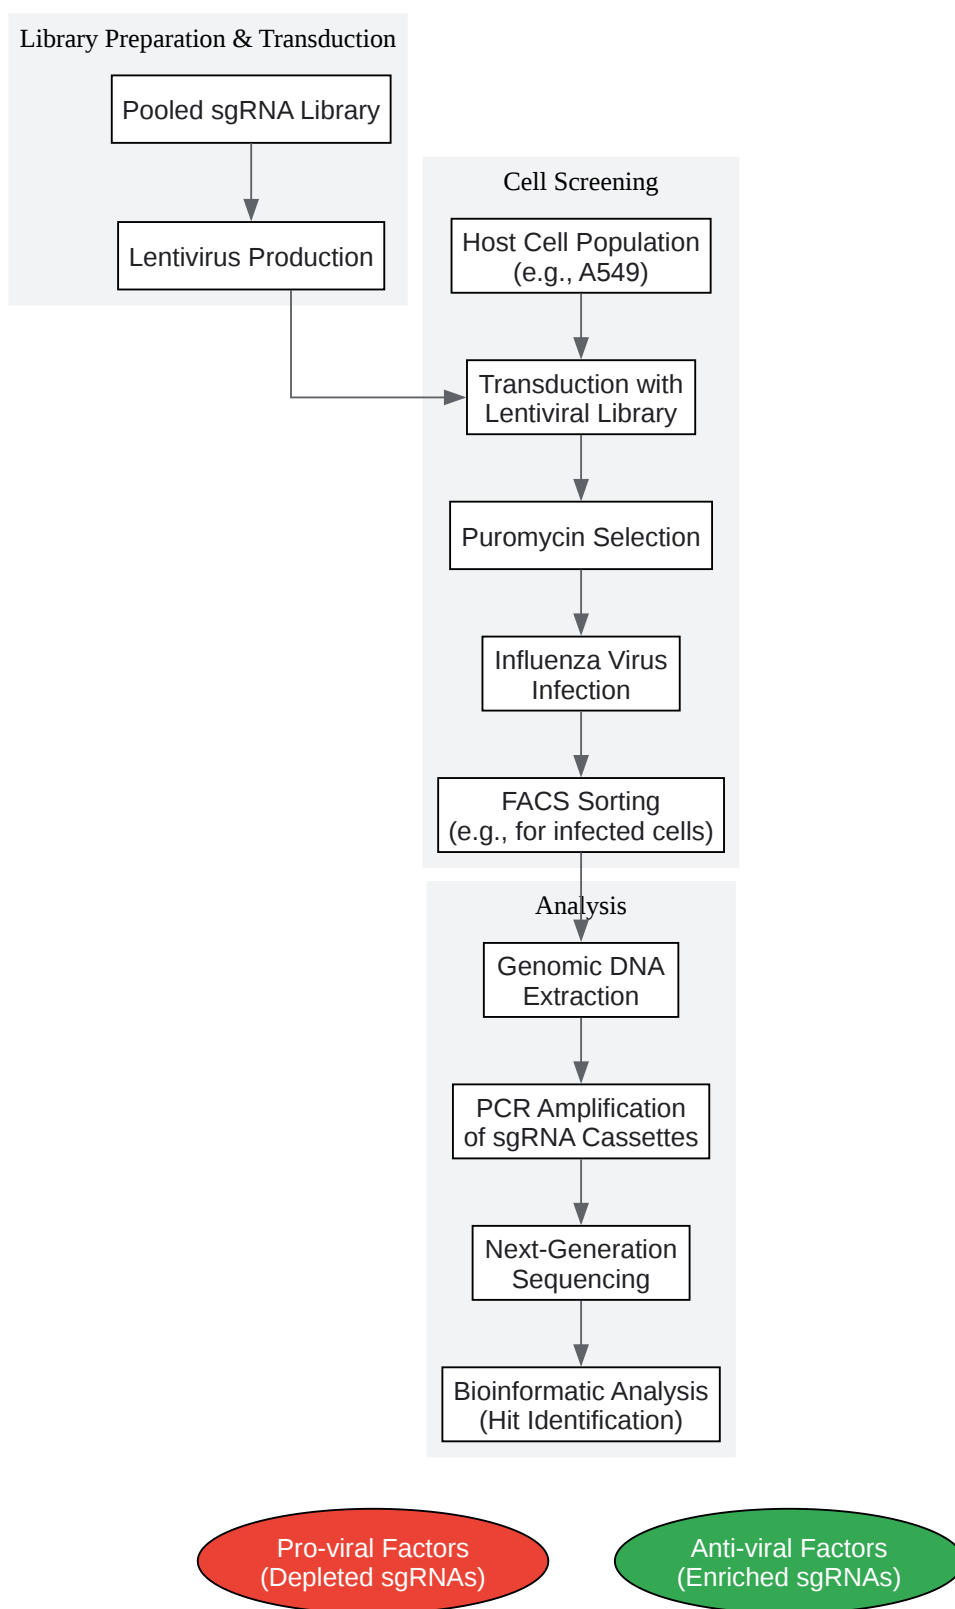 Library Preparation & Transduction
Pooled sgRNA Library
Lentivirus Production
Cell Screening
Host Cell Population
(e.g., A549)
Transduction with
Lentiviral Library
Puromycin Selection
Influenza Virus
Infection
FACS Sorting
(e.g., for infected cells)
Analysis
Genomic DNA
Extraction
PCR Amplification
of sgRNA Cassettes
Next-Generation
Sequencing
Bioinformatic Analysis
(Hit Identification)
Pro-viral Factors
(Depleted sgRNAs)
Anti-viral Factors
(Enriched sgRNAs)